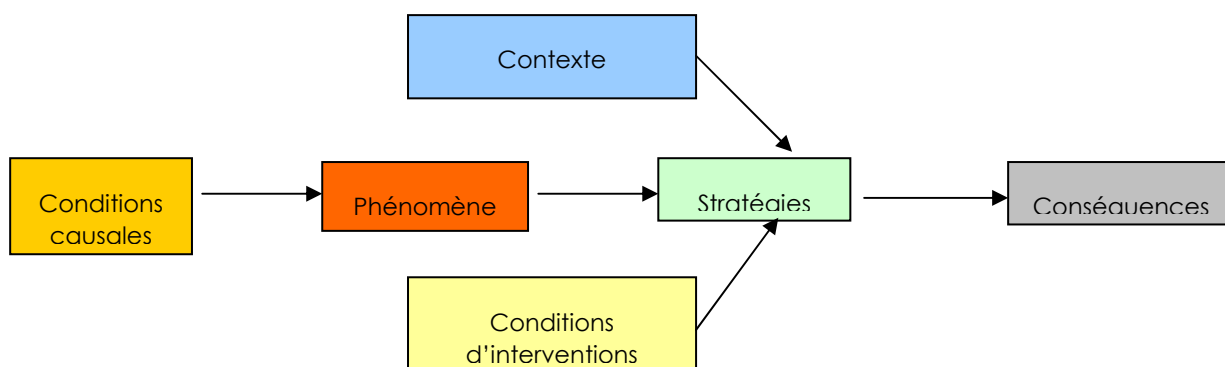 Contexte
Conditions
causales
Phénomène
Stratégies
Conséquences
Conditions
d’interventions